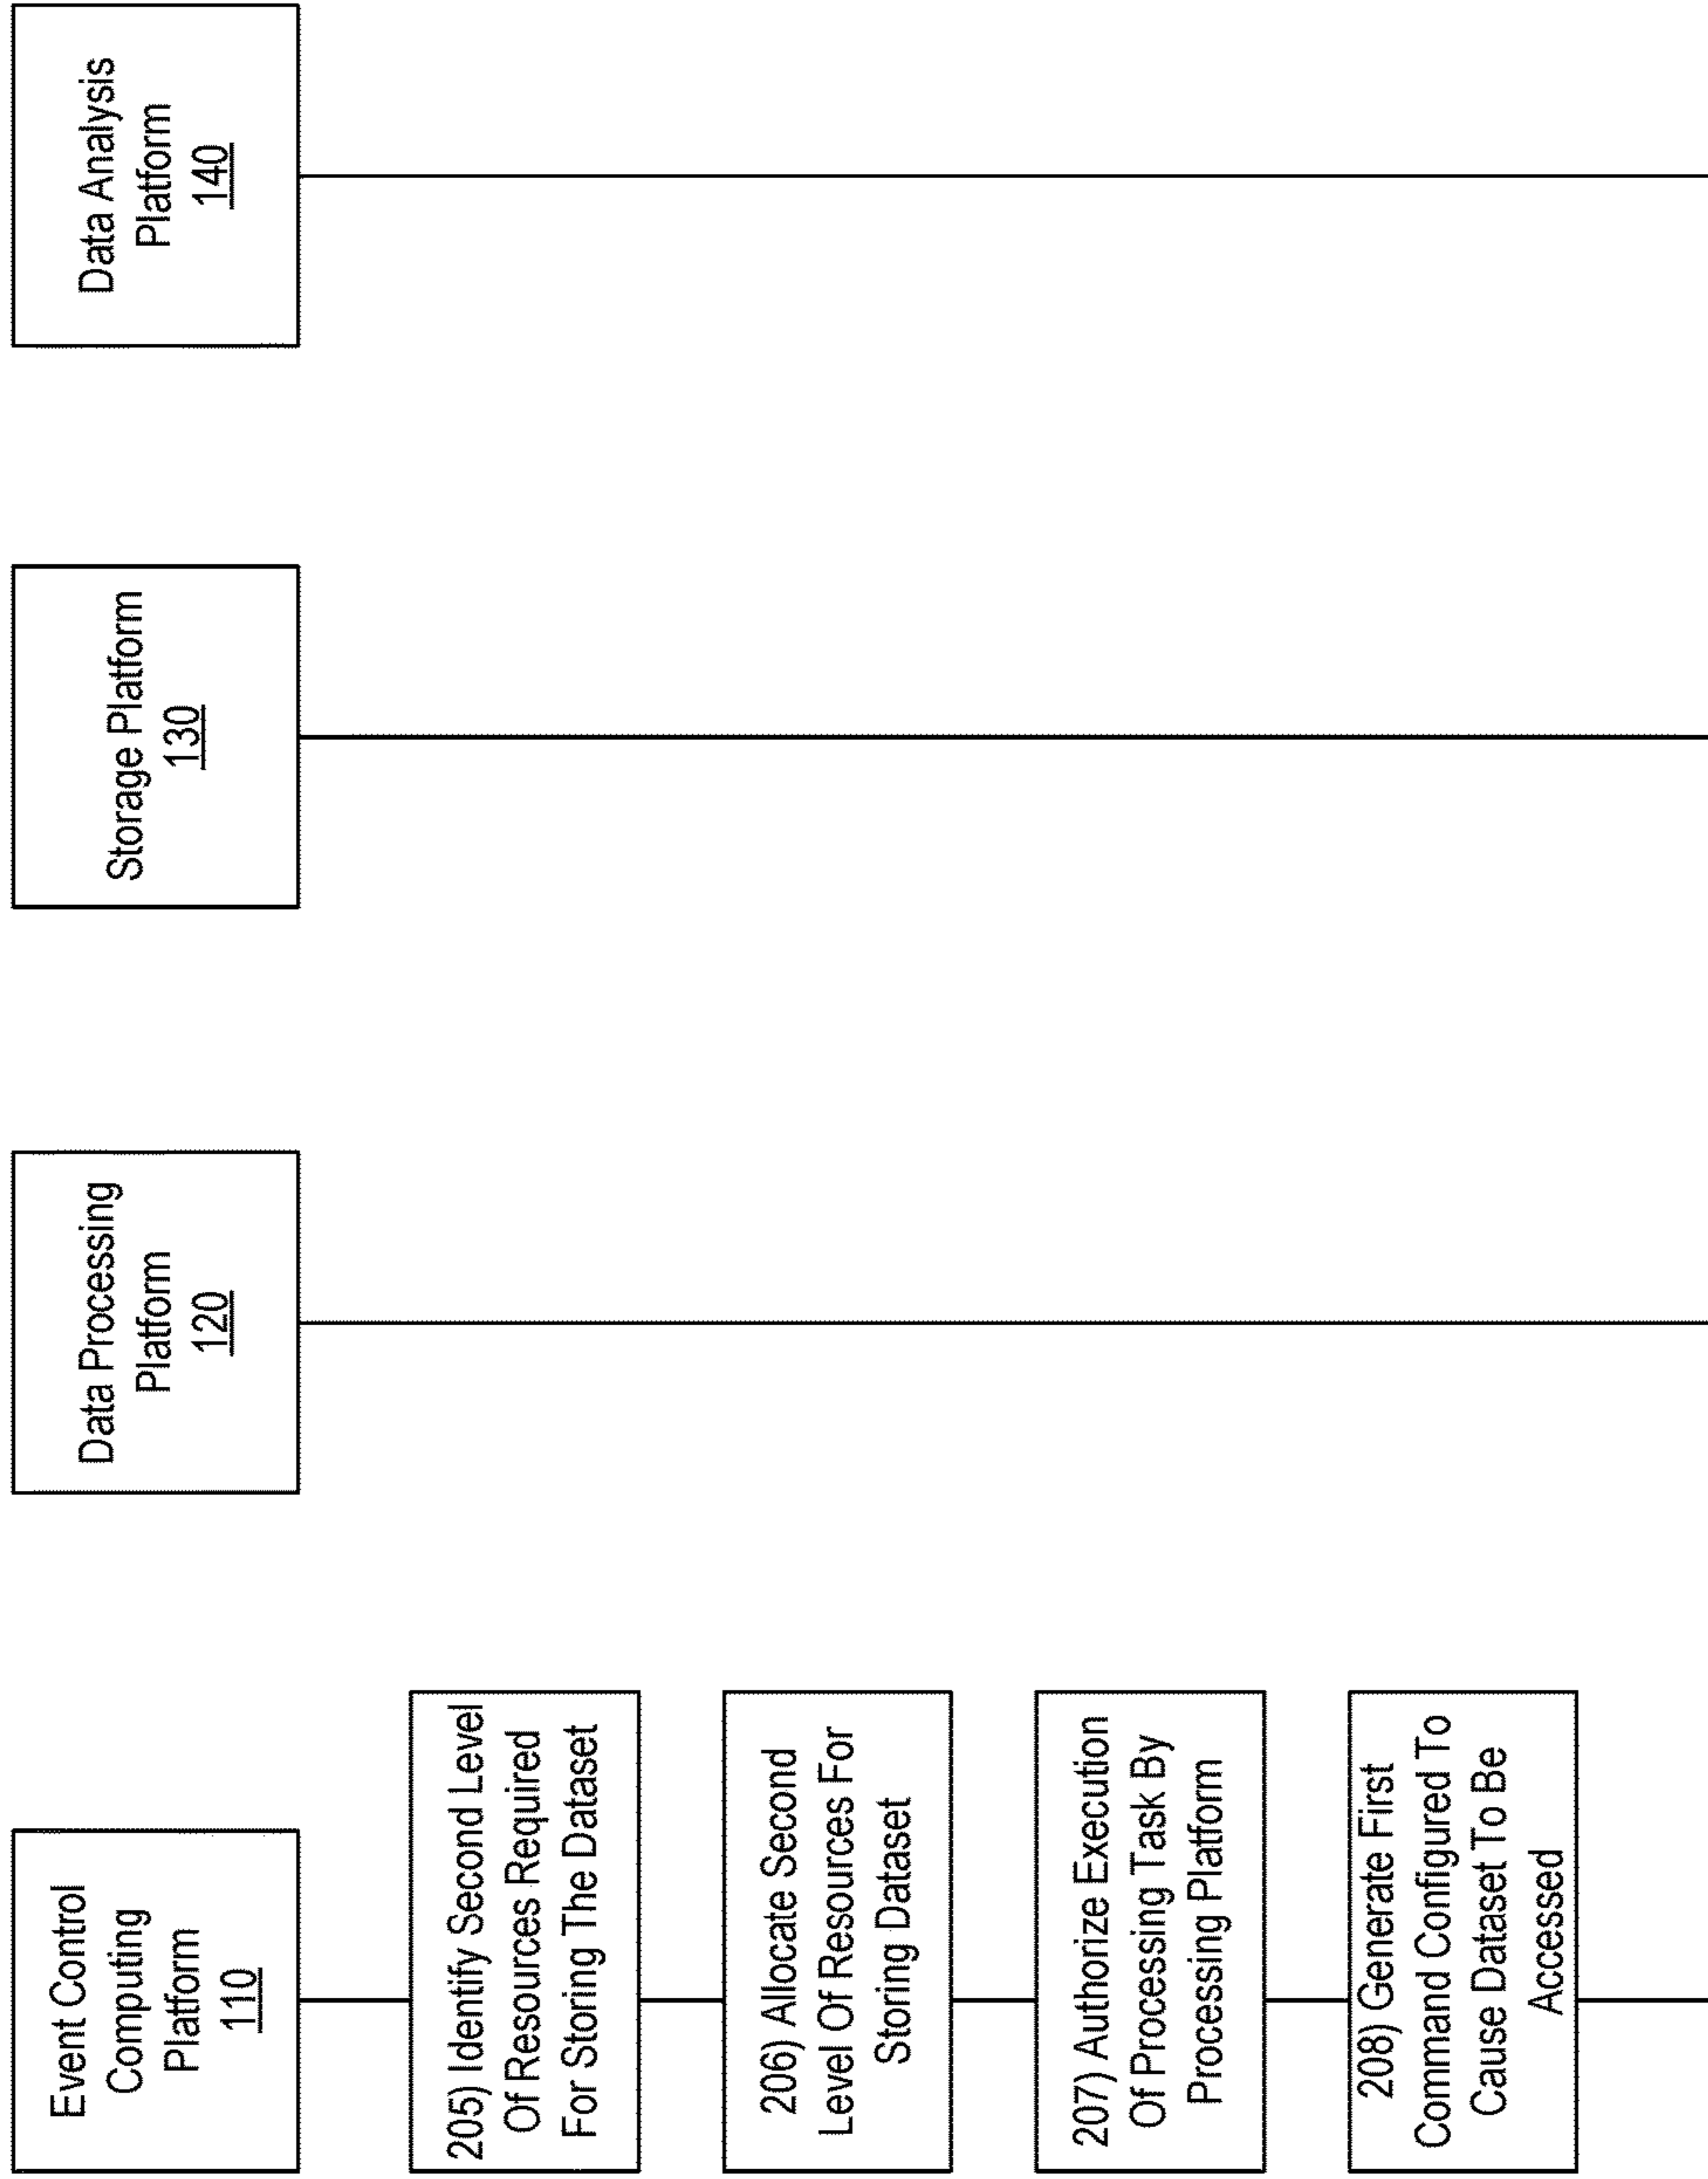 Event Control
Computing
Platform
110
Data Processing
Platform
120
Storage Platform
130
Data Analysis
Platform
140
205) Identify Second Level
Of Resources Required
For Storing The Dataset
206) Allocate Second
Level Of Resources For
Storing Dataset
207) Authorize Execution
Of Processing Task By
Processing Platform
208) Generate First
Command Configured To
Cause Dataset To Be
Accessed